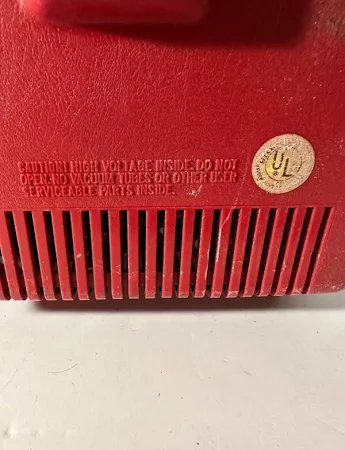 CAUTION! HIGH VOLTAGE INSIDE. DO NOT
OPEN. NO VACUUM TUBES OR OTHER USER
SERVICEABLE PARTS INSIDE.
UL